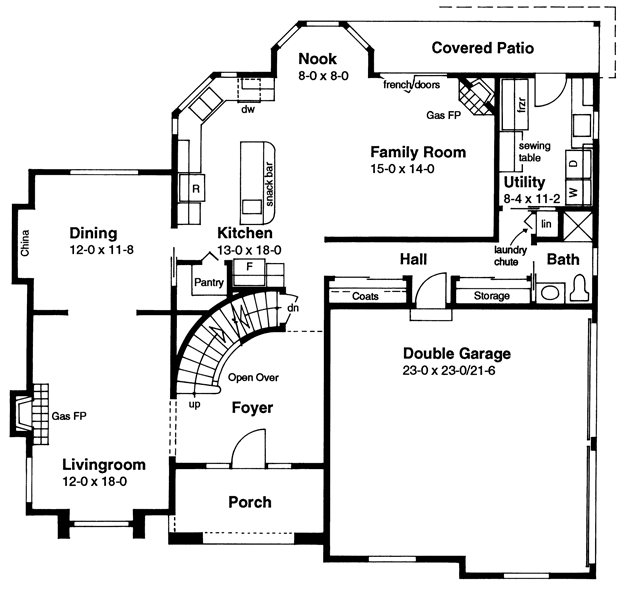 Covered Patio
Nook
8-0 x 8-0
french doors
dw
frzr
Gas FP
Family Room
15-0 x 14-0
sewing
table
D
W
Utility
8-4 x 11-2
R
snack bar
China
Dining
12-0 x 11-8
Kitchen
13-0 x 18-0
lin
laundry
chute
Hall
Bath
F
Pantry
Coats
Storage
dn
up
Open Over
Foyer
Double Garage
23-0 x 23-0/21-6
Gas FP
Livingroom
12-0 x 18-0
Porch